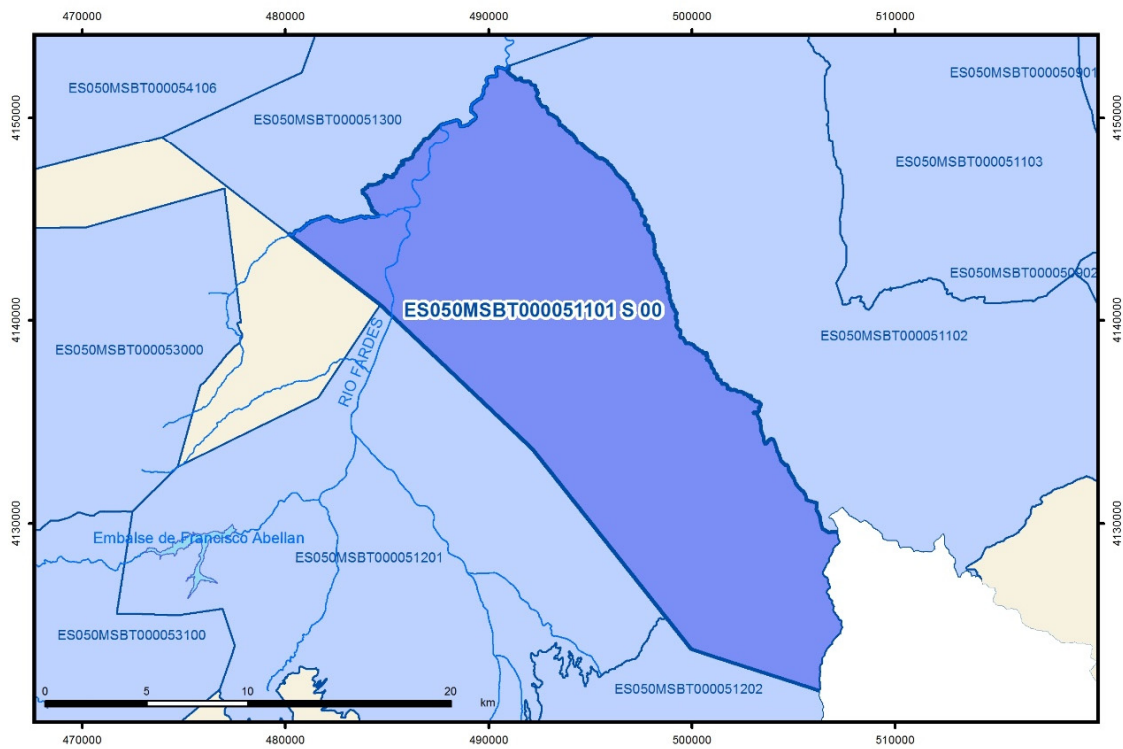 470000 480000 490000 500000 510000
ES050MSBT000050901
ES050MSBT000054106
4150000 4150000
ES050MSBT000051300
ES050MSBT000051103
ES050MSBT000050902
ES050MSBT000051101 S 00
4140000 4140000
ES050MSBT000051102
ES050MSBT000053000
RIO FARDES
4130000 4130000
Embalse de Francisco Abellan
ES050MSBT000051201
ES050MSBT000053100
ES050MSBT000051202
0 5 10 20
km
470000 480000 490000 500000 510000